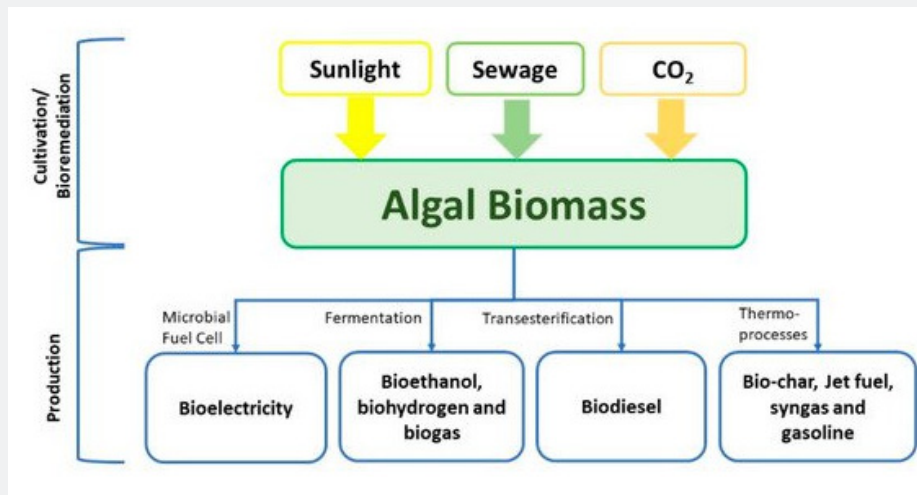 Cultivation/
Bioremediation
Sunlight
Sewage
CO₂
Algal Biomass
Production
Microbial
Fuel Cell
Fermentation
Transesterification
Thermo-
processes
Bioelectricity
Bioethanol,
biohydrogen and
biogas
Biodiesel
Bio-char, Jet fuel,
syngas and
gasoline